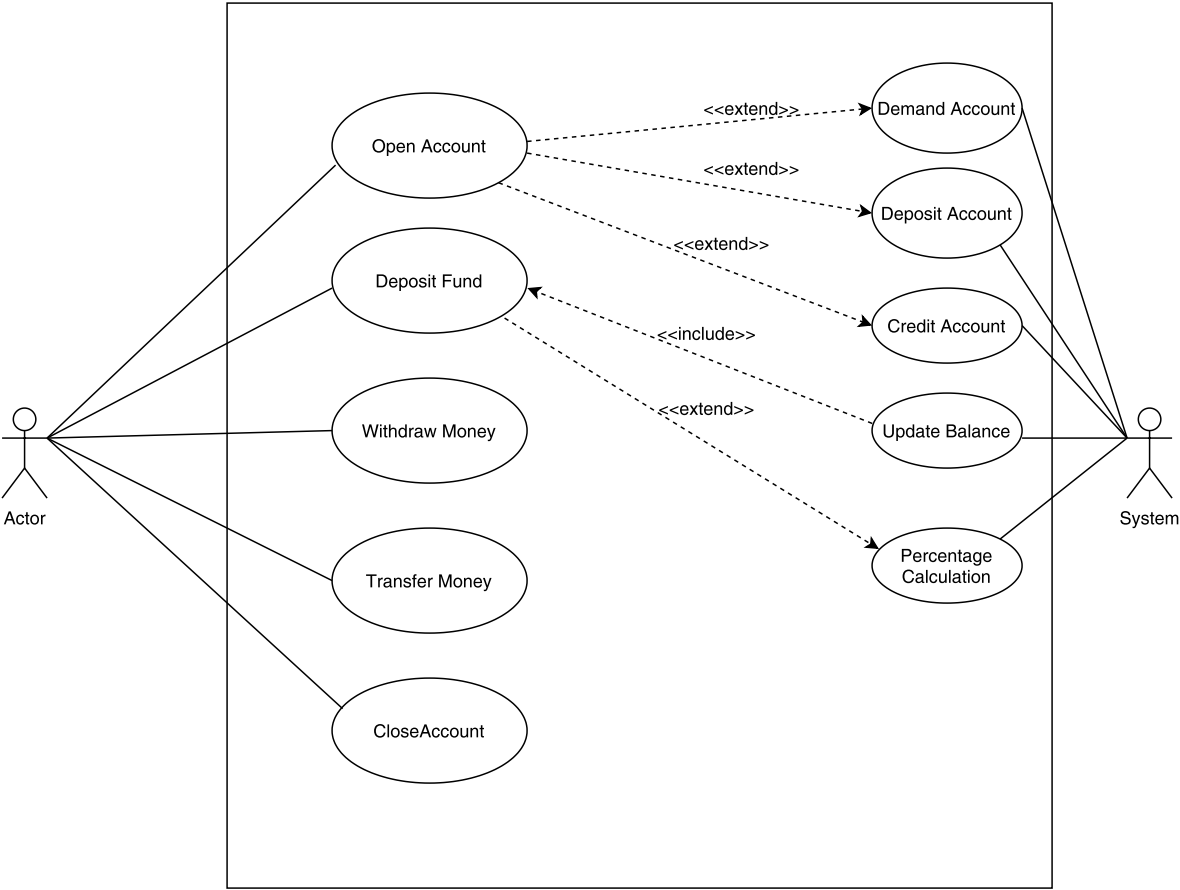 Open Account
Deposit Fund
Withdraw Money
Transfer Money
CloseAccount
<<extend>>
<<extend>>
<<extend>>
<<include>>
<<extend>>
Demand Account
Deposit Account
Credit Account
Update Balance
Percentage
Calculation
Actor
System